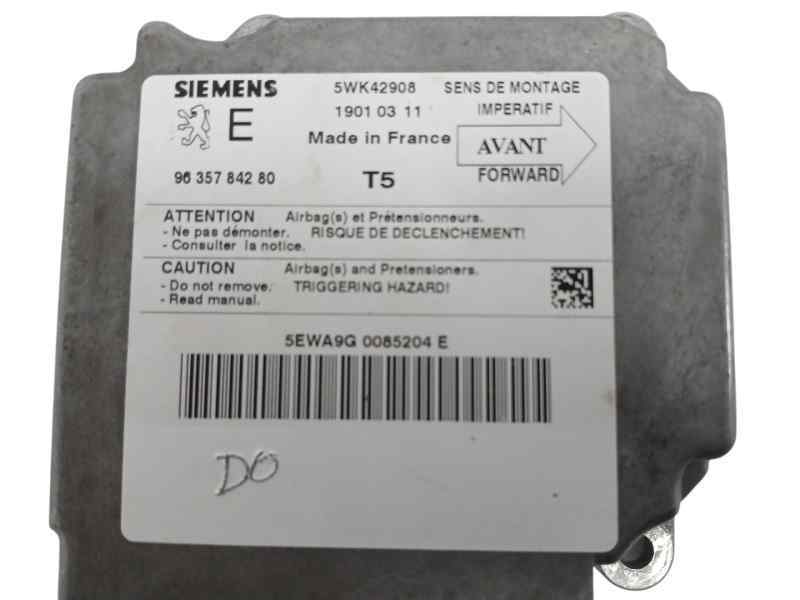 SIEMENS 5WK42908 SENS DE MONTAGE
1901 03 11 IMPERATIF
E Made in France AVANT
96 357 842 80 T5 FORWARD
ATTENTION Airbag(s) et Prétensionneurs.
- Ne pas démonter. RISQUE DE DECLENCHEMENT!
- Consulter la notice.
CAUTION Airbag(s) and Pretensioners.
- Do not remove. TRIGGERING HAZARD!
- Read manual.
5EWA9G 0085204 E
DO